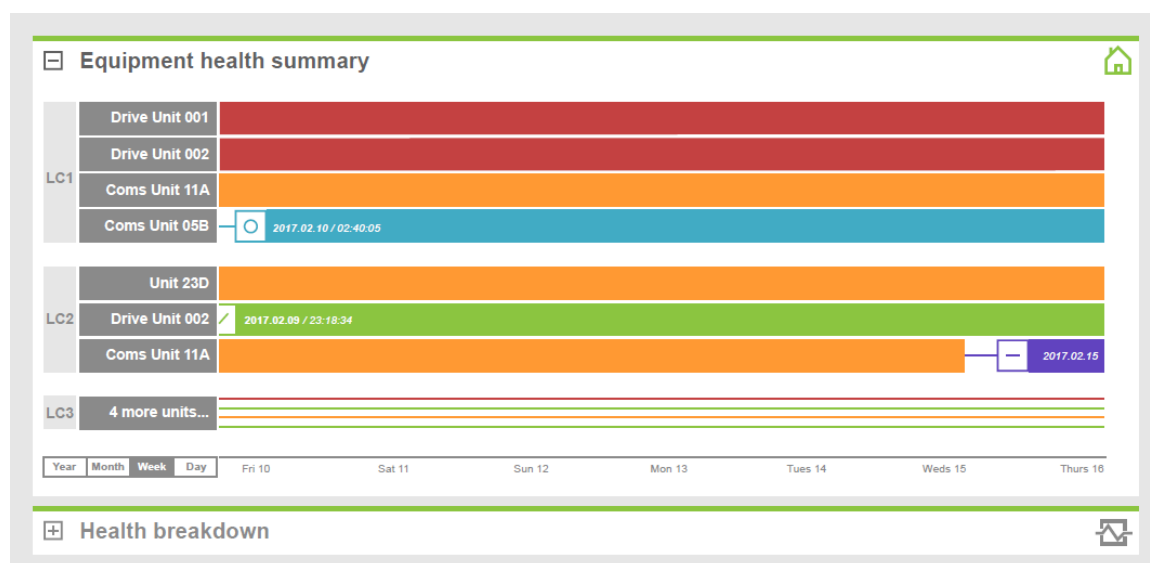 Equipment health summary
LC1
Drive Unit 001
Drive Unit 002
Coms Unit 11A
Coms Unit 05B
2017.02.10 / 02:40:05
LC2
Unit 23D
Drive Unit 002
2017.02.09 / 23:18:34
Coms Unit 11A
2017.02.15
LC3
4 more units...
Year Month Week Day
Fri 10 Sat 11 Sun 12 Mon 13 Tues 14 Weds 15 Thurs 16
Health breakdown